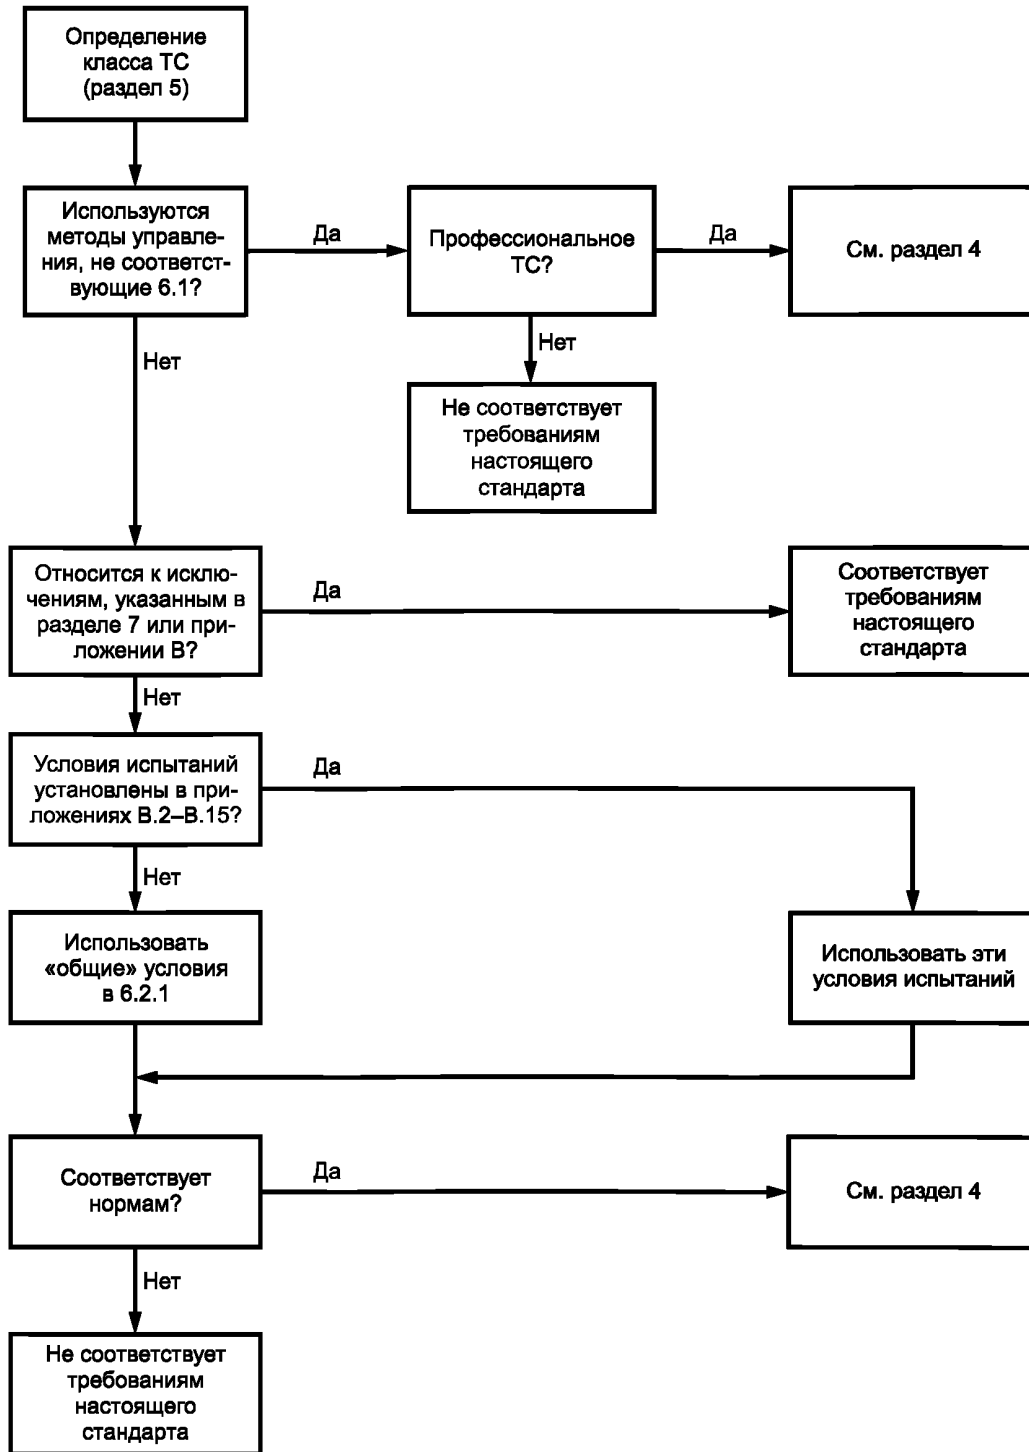 Определение
класса ТС
(раздел 5)
Используются
методы управле-
ния, не соответст-
вующие 6.1?
Да
Профессиональное
ТС?
Да
См. раздел 4
Нет
Нет
Не соответствует
требованиям
настоящего
стандарта
Относится к исклю-
чениям, указанным в
разделе 7 или при-
ложении В?
Да
Соответствует
требованиям
настоящего
стандарта
Нет
Условия испытаний
установлены в при-
ложениях В.2–В.15?
Да
Нет
Использовать
«общие» условия
в 6.2.1
Использовать эти
условия испытаний
Соответствует
нормам?
Да
См. раздел 4
Нет
Не соответствует
требованиям
настоящего
стандарта